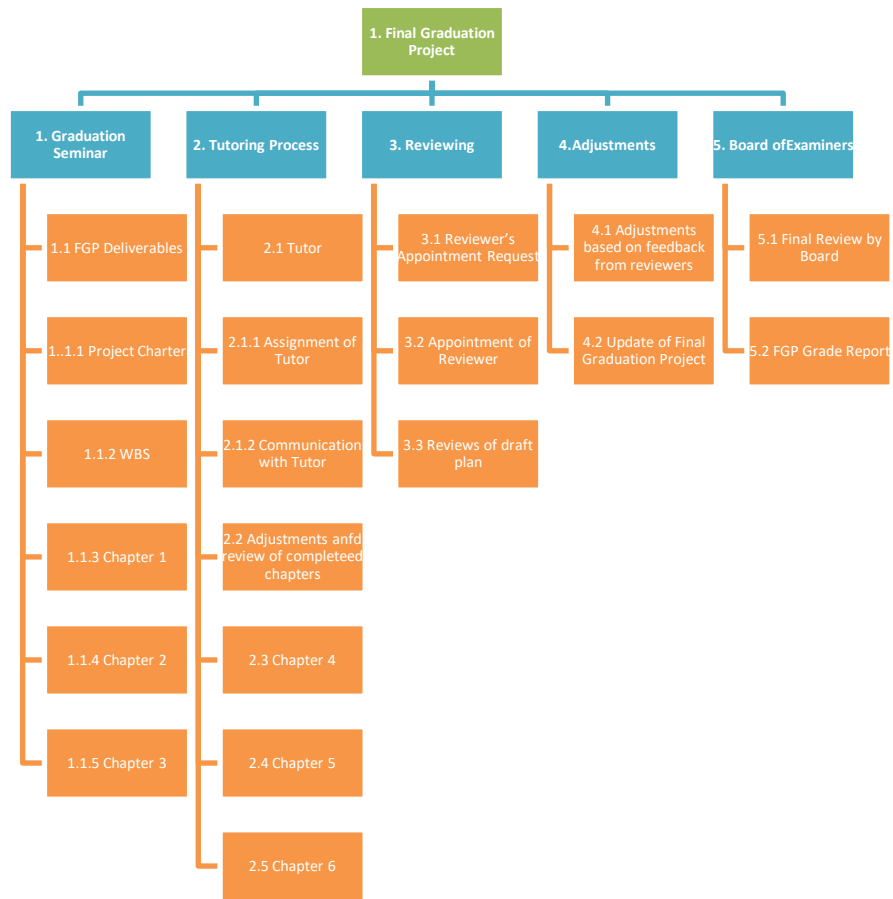 1. Final Graduation
Project
1. Graduation
Seminar
1.1 FGP Deliverables
1..1.1 Project Charter
1.1.2 WBS
1.1.3 Chapter 1
1.1.4 Chapter 2
1.1.5 Chapter 3
2. Tutoring Process
2.1 Tutor
2.1.1 Assignment of
Tutor
2.1.2 Communication
with Tutor
2.2 Adjustments anfd
review of completeed
chapters
2.3 Chapter 4
2.4 Chapter 5
2.5 Chapter 6
3. Reviewing
3.1 Reviewer’s
Appointment Request
3.2 Appointment of
Reviewer
3.3 Reviews of draft
plan
4.Adjustments
4.1 Adjustments
based on feedback
from reviewers
4.2 Update of Final
Graduation Project
5. Board ofExaminers
5.1 Final Review by
Board
5.2 FGP Grade Report